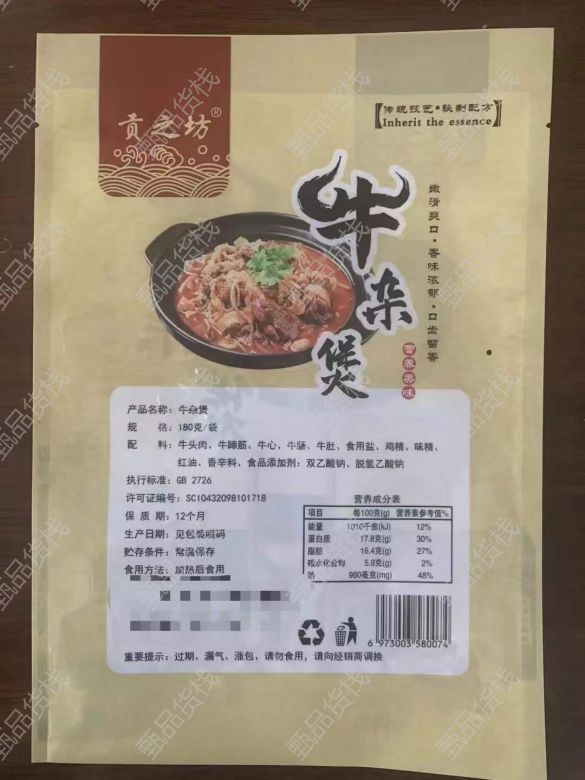 贡之坊®
传统技艺·秘制配方
Inherit the essence
牛杂煲
嫩滑爽口·香味浓郁·口齿留香
营养美味
产品名称：牛杂煲
规 格：180克/袋
配 料：牛头肉、牛蹄筋、牛心、牛肠、牛肚、食用盐、鸡精、味精、
红油、香辛料、食品添加剂：双乙酸钠、脱氢乙酸钠
执行标准：GB 2726
许可证编号：SC10432098101718
保 质 期：12个月
生产日期：见包装喷码
贮存条件：常温保存
食用方法：加热后食用
营养成分表
项目 每100克(g) 营养素参考值%
能量 1010千焦(kJ) 12%
蛋白质 17.8克(g) 30%
脂肪 16.4克(g) 27%
碳水化合物 5.9克(g) 2%
钠 960毫克(mg) 48%
6 973003 580074
重要提示：过期、漏气、涨包、请勿食用，请向经销商调换
甄品货栈